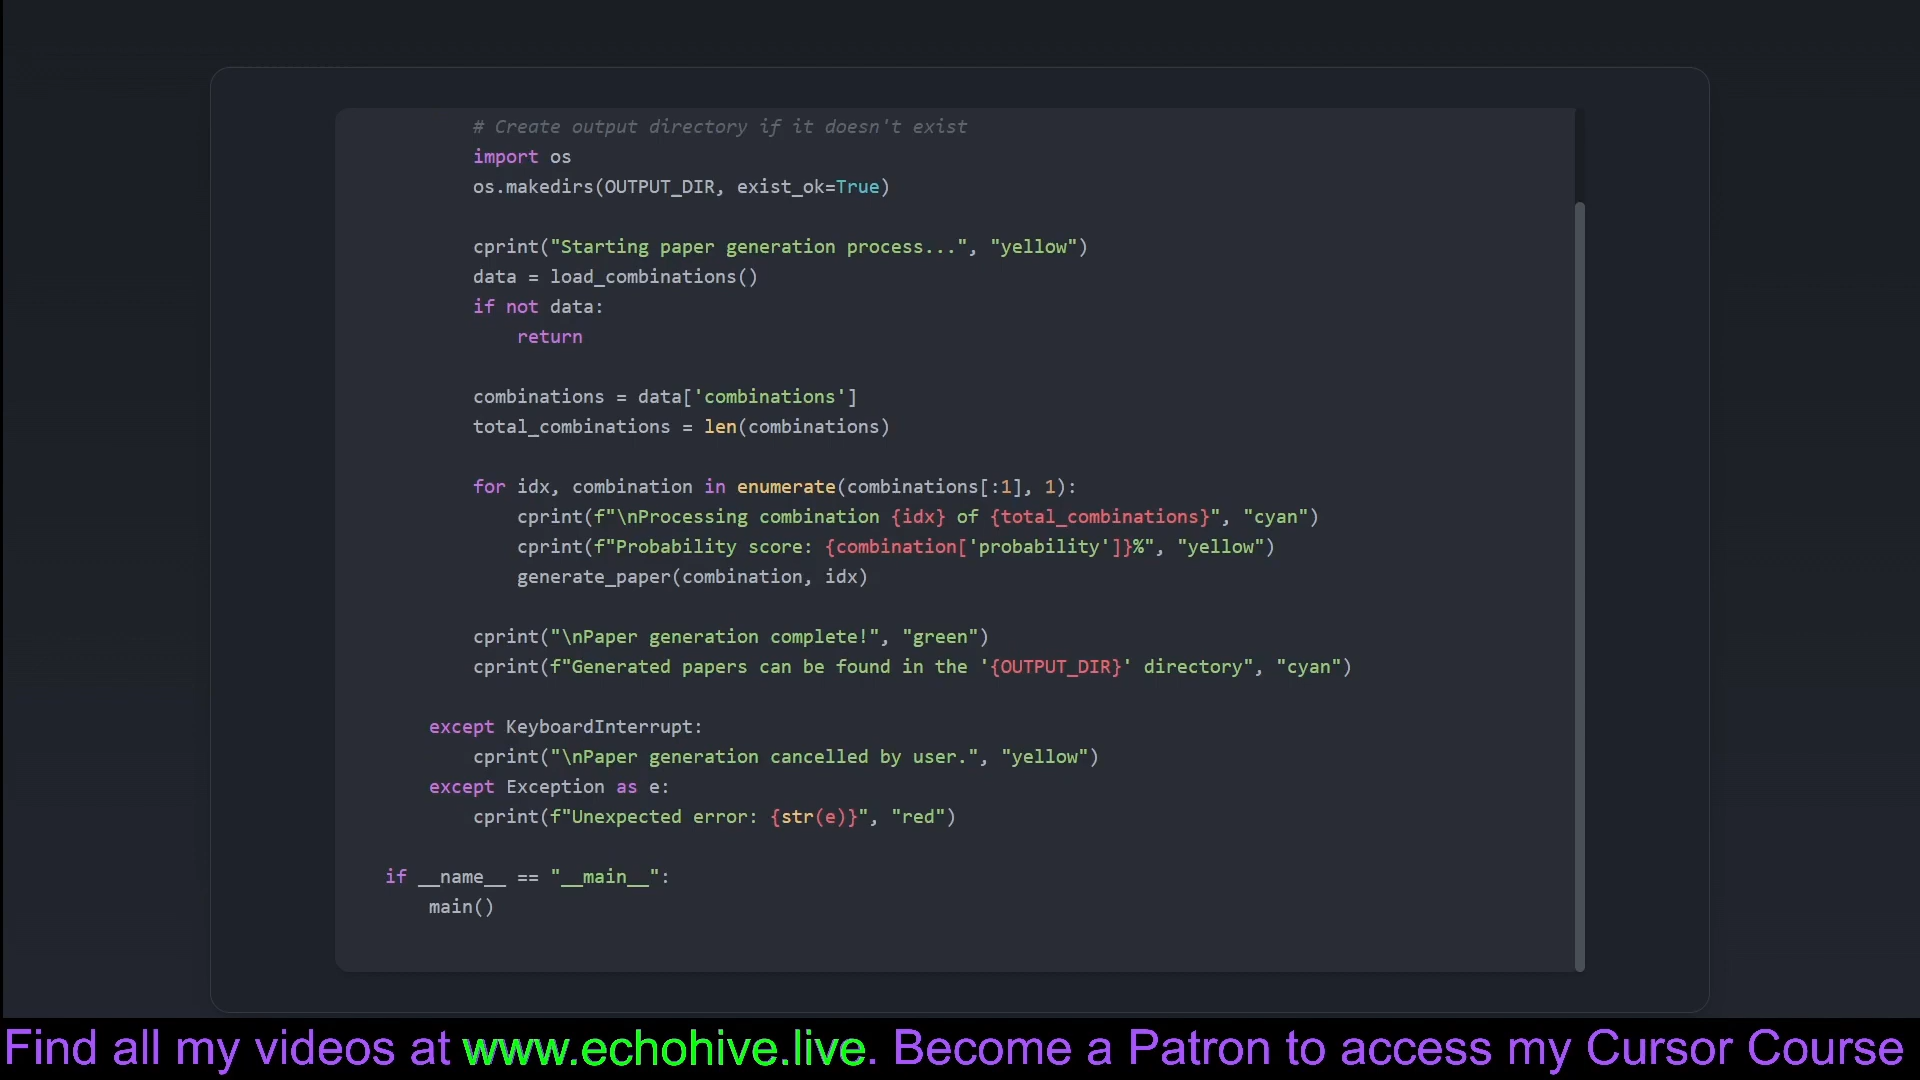 # Create output directory if it doesn't exist
import os
os.makedirs(OUTPUT_DIR, exist_ok=True)
cprint("Starting paper generation process...", "yellow")
data = load_combinations()
if not data:
return
combinations = data['combinations']
total_combinations = len(combinations)
for idx, combination in enumerate(combinations[:1], 1):
cprint(f"\nProcessing combination {idx} of {total_combinations}", "cyan")
cprint(f"Probability score: {combination['probability']}%", "yellow")
generate_paper(combination, idx)
cprint("\nPaper generation complete!", "green")
cprint(f"Generated papers can be found in the '{OUTPUT_DIR}' directory", "cyan")
except KeyboardInterrupt:
cprint("\nPaper generation cancelled by user.", "yellow")
except Exception as e:
cprint(f"Unexpected error: {str(e)}", "red")
if __name__ == "__main__":
main()
Find all my videos at www.echohive.live. Become a Patron to access my Cursor Course